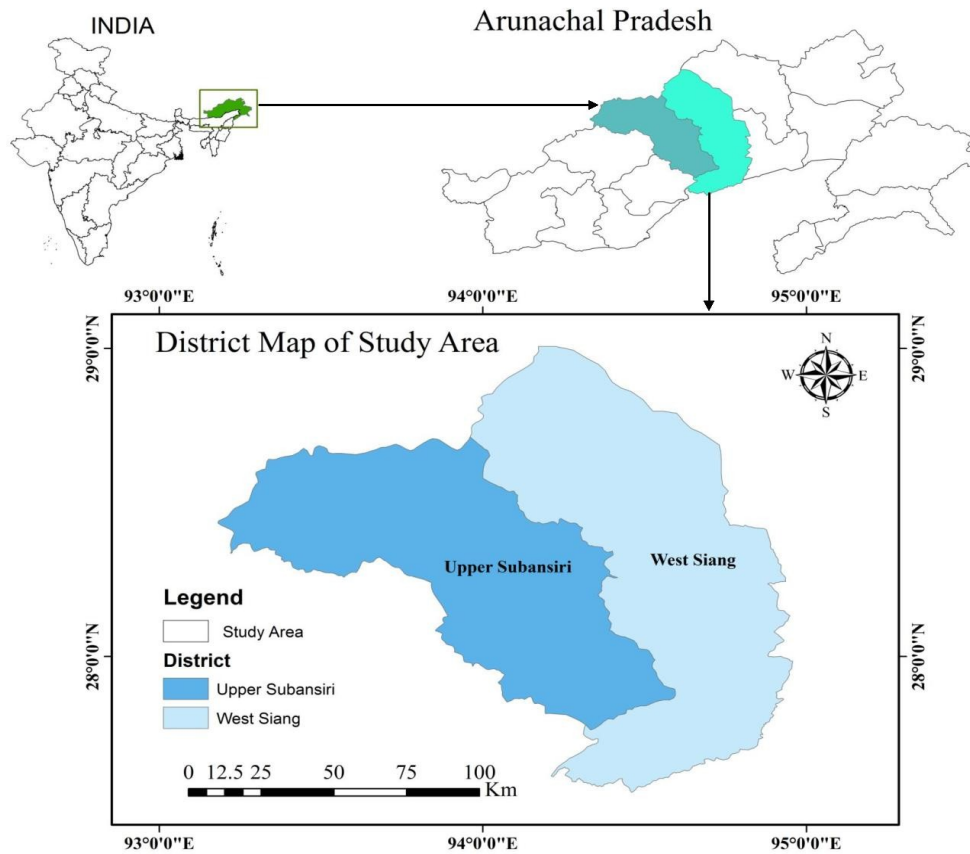 INDIA
Arunachal Pradesh
93°0'0"E 94°0'0"E 95°0'0"E
District Map of Study Area
N
W E
S
29°0'0"N 29°0'0"N
Upper Subansiri West Siang
Legend
Study Area
District
Upper Subansiri
West Siang
28°0'0"N 28°0'0"N
0 12.5 25 50 75 100
Km
93°0'0"E 94°0'0"E 95°0'0"E